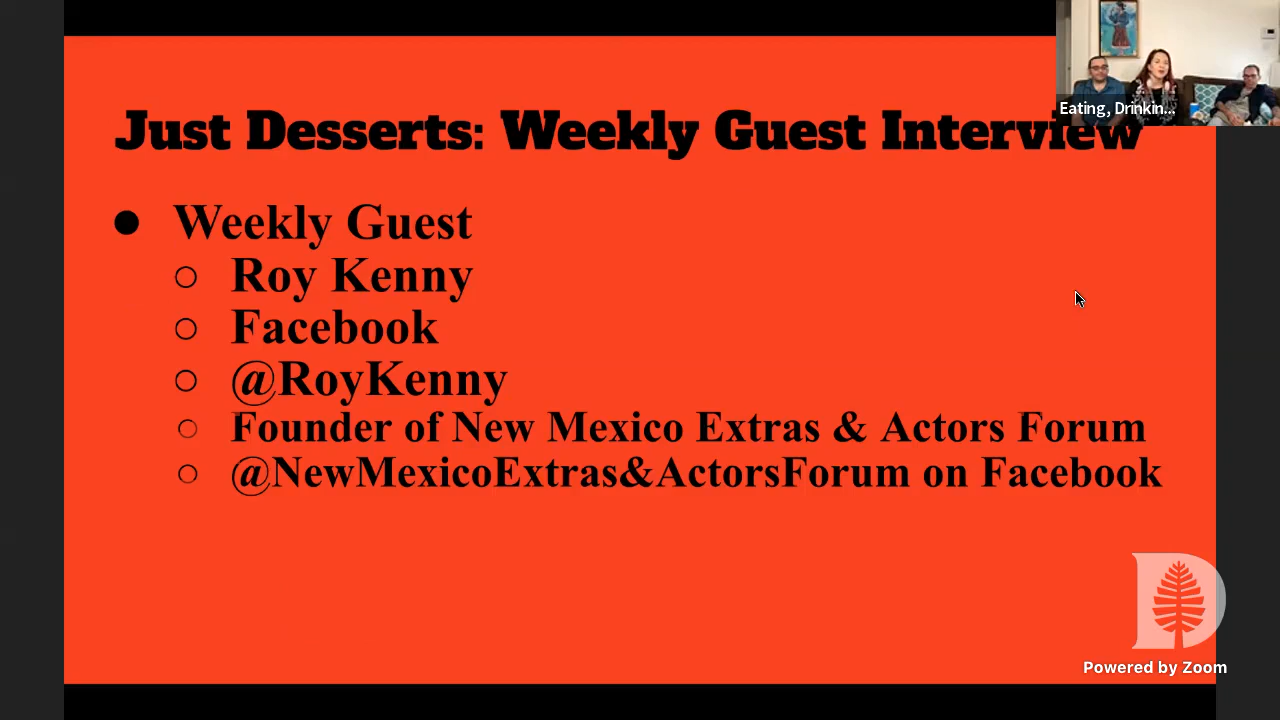 Eating, Drinkin...
Just Desserts: Weekly Guest Interview
● Weekly Guest
○ Roy Kenny
○ Facebook
○ @RoyKenny
○ Founder of New Mexico Extras & Actors Forum
○ @NewMexicoExtras&ActorsForum on Facebook
D
Powered by Zoom